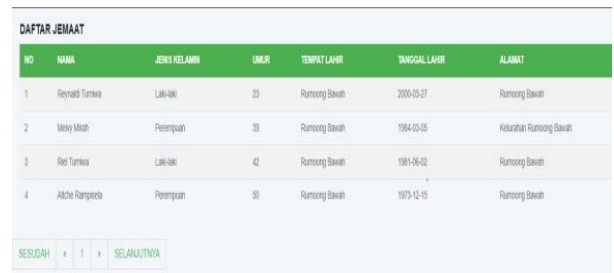 DAFTAR JEMAAT
NO NAMA JENIS KELAMIN UMUR TEMPAT LAHIR TANGGAL LAHIR ALAMAT
1 Reynaldi Tumiwa Laki-laki 23 Rumoong Bawah 2000-03-27 Rumoong Bawah
2 Meivy Mirah Perempuan 39 Rumoong Bawah 1984-03-05 Kelurahan Rumoong Bawah
3 Riel Tumiwa Laki-laki 42 Rumoong Bawah 1981-06-02 Rumoong Bawah
4 Altche Rampisela Perempuan 50 Rumoong Bawah 1973-12-15 Rumoong Bawah
SESUDAH « 1 » SELANJUTNYA